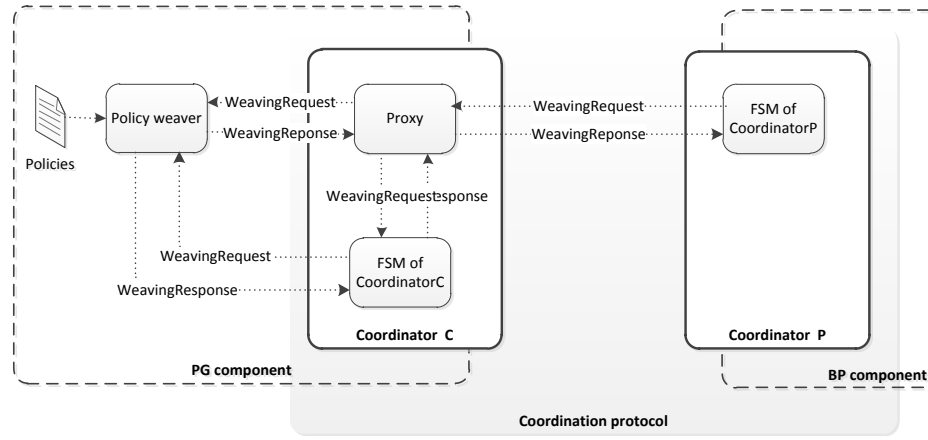 WeavingRequest
WeavingRequest
Policy weaver
Proxy
FSM of
CoordinatorP
WeavingReponse
WeavingReponse
Policies
WeavingRequestesponse
WeavingRequest
FSM of
CoordinatorC
WeavingResponse
Coordinator C
Coordinator P
PG component
BP component
Coordination protocol